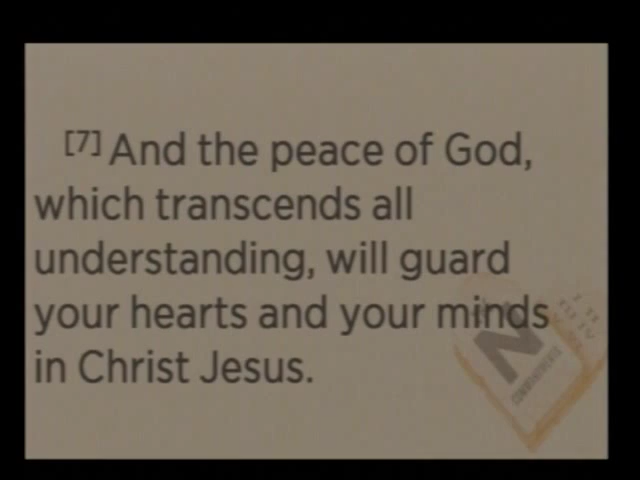 [7] And the peace of God,
which transcends all
understanding, will guard
your hearts and your minds
in Christ Jesus.
N
COMMANDMENTS